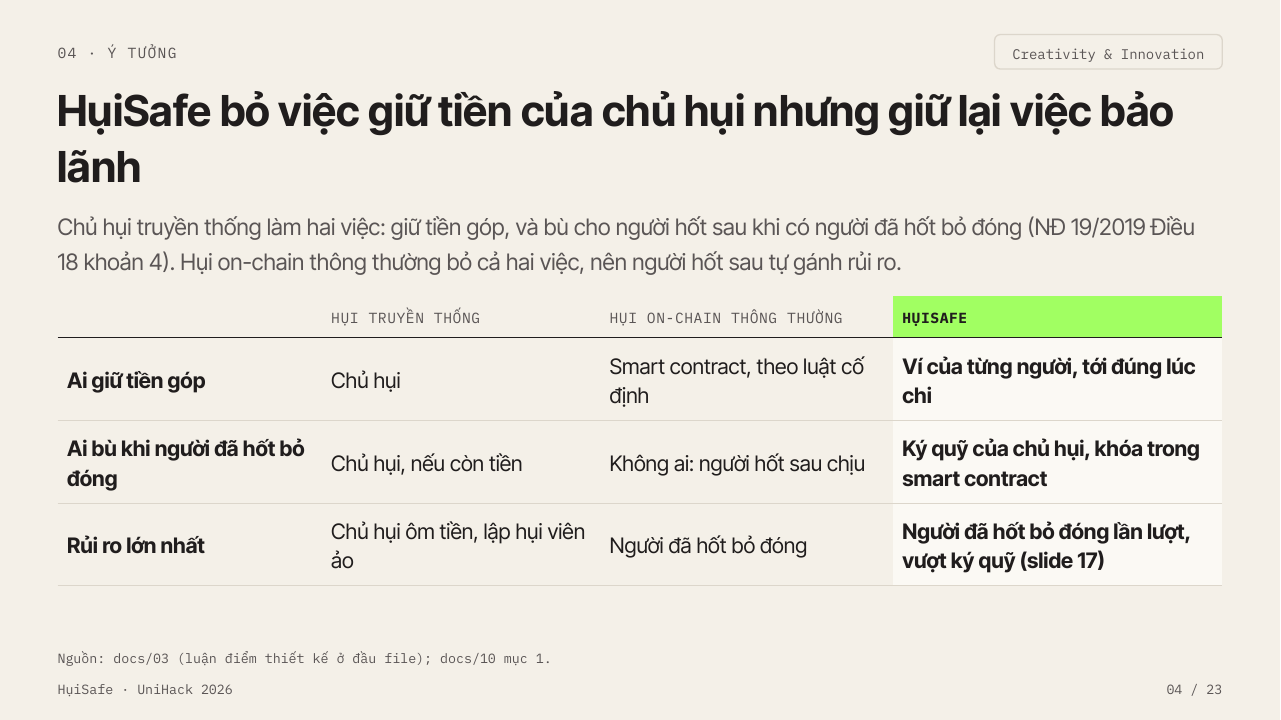 04 · Ý TƯỞNG
Creativity & Innovation
HụiSafe bỏ việc giữ tiền của chủ hụi nhưng giữ lại việc bảo
lãnh
Chủ hụi truyền thống làm hai việc: giữ tiền góp, và bù cho người hốt sau khi có người đã hốt bỏ đóng (NĐ 19/2019 Điều
18 khoản 4). Hụi on-chain thông thường bỏ cả hai việc, nên người hốt sau tự gánh rủi ro.
HỤI TRUYỀN THỐNG
HỤI ON-CHAIN THÔNG THƯỜNG
HỤISAFE
Ai giữ tiền góp
Chủ hụi
Smart contract, theo luật cố
định
Ví của từng người, tới đúng lúc
chi
Ai bù khi người đã hốt bỏ
đóng
Chủ hụi, nếu còn tiền
Không ai: người hốt sau chịu
Ký quỹ của chủ hụi, khóa trong
smart contract
Rủi ro lớn nhất
Chủ hụi ôm tiền, lập hụi viên
ảo
Người đã hốt bỏ đóng
Người đã hốt bỏ đóng lần lượt,
vượt ký quỹ (slide 17)
Nguồn: docs/03 (luận điểm thiết kế ở đầu file); docs/10 mục 1.
HụiSafe · UniHack 2026
04 / 23